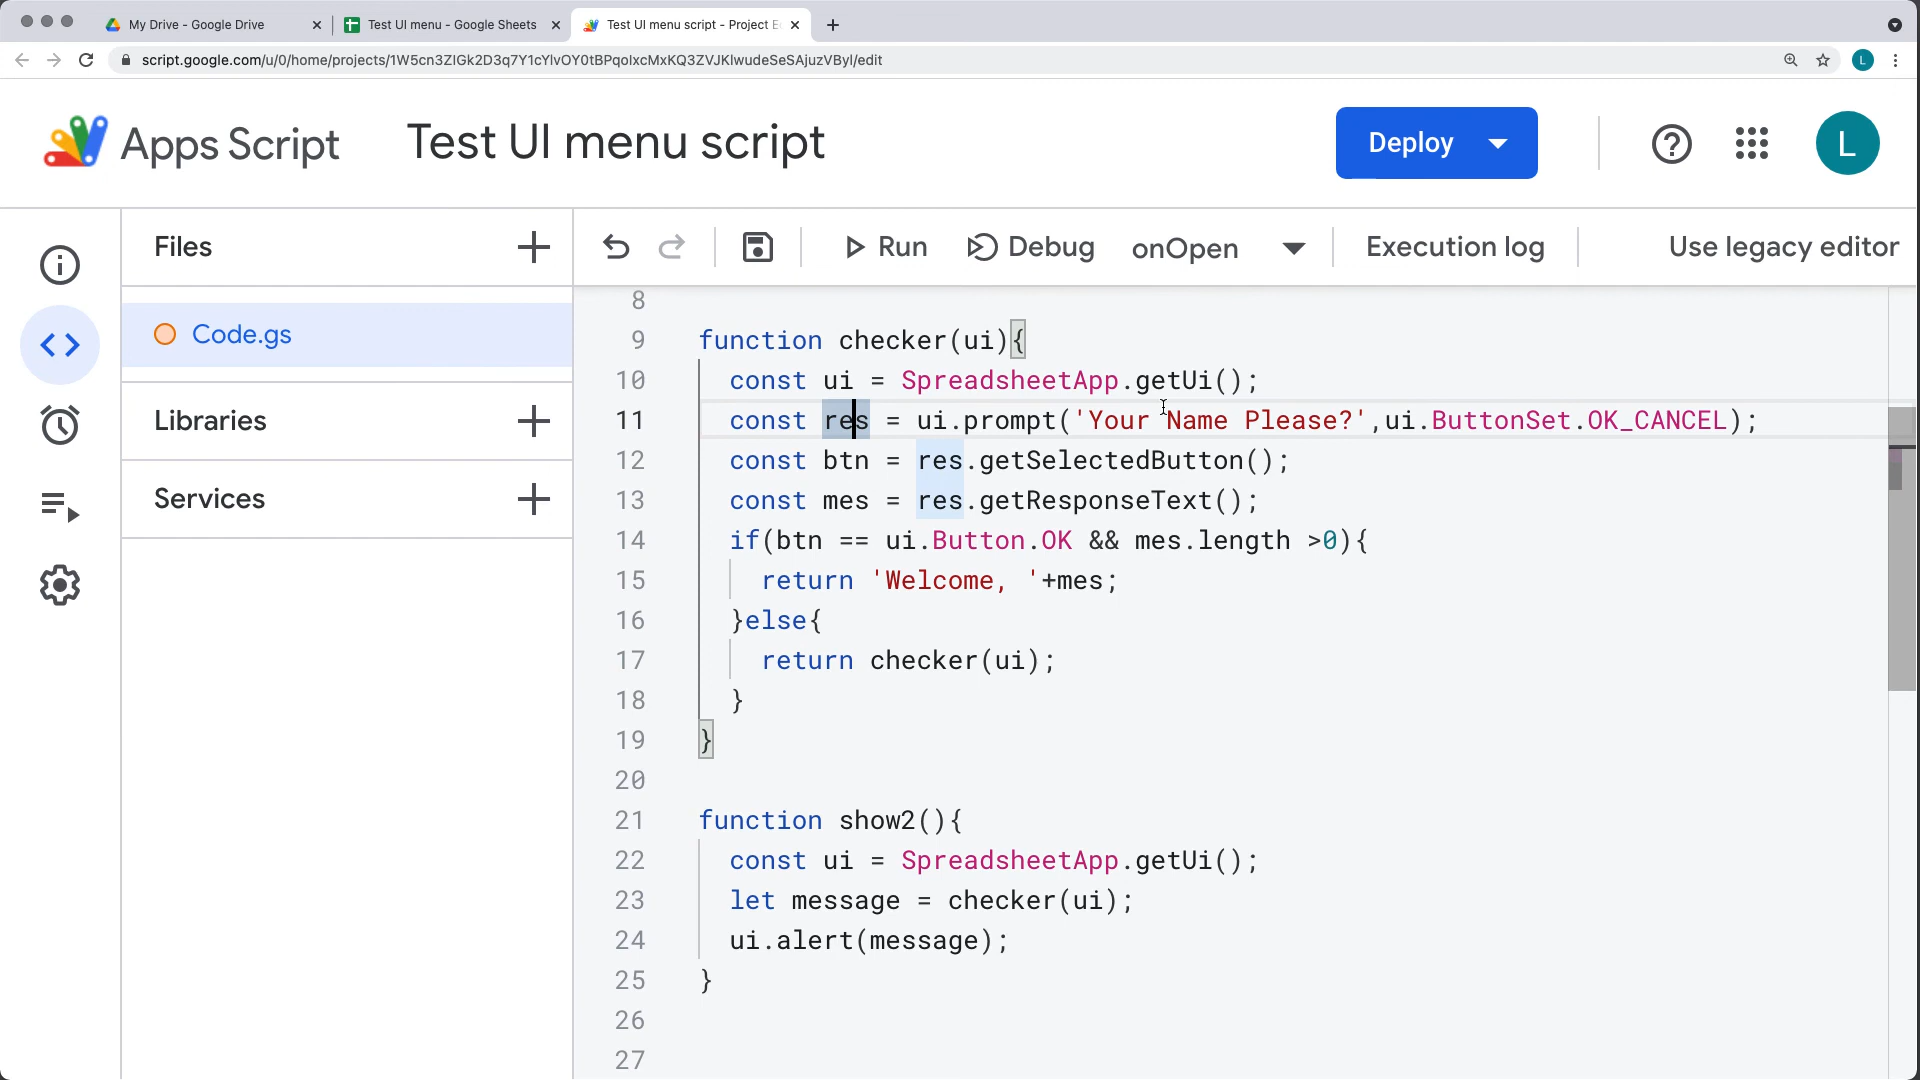 My Drive - Google Drive
Test UI menu - Google Sheets
Test UI menu script - Project E
script.google.com/u/0/home/projects/1W5cn3ZIGk2D3q7Y1cYlvOY0tBPqoIxcMxKQ3ZVJKlwudeSeSAjuzVByl/edit
L
Apps Script
Test UI menu script
Deploy
L
Files
Run
Debug
onOpen
Execution log
Use legacy editor
Code.gs
Libraries
Services
8
9 function checker(ui){
10 const ui = SpreadsheetApp.getUi();
11 const res = ui.prompt('Your Name Please?',ui.ButtonSet.OK_CANCEL);
12 const btn = res.getSelectedButton();
13 const mes = res.getResponseText();
14 if(btn == ui.Button.OK && mes.length >0){
15 return 'Welcome, '+mes;
16 }else{
17 return checker(ui);
18 }
19 }
20
21 function show2(){
22 const ui = SpreadsheetApp.getUi();
23 let message = checker(ui);
24 ui.alert(message);
25 }
26
27